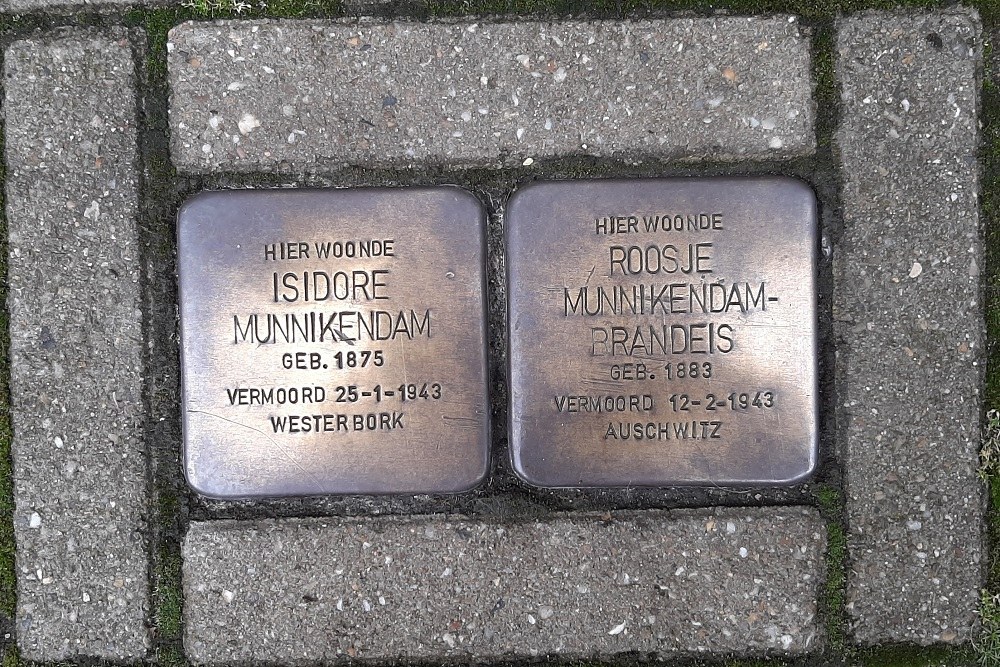 HIER WOONDE
ISIDORE
MUNNIKENDAM
GEB. 1875
VERMOORD 25-1-1943
WESTERBORK
HIER WOONDE
ROOSJE
MUNNIKENDAM-
BRANDEIS
GEB. 1883
VERMOORD 12-2-1943
AUSCHWITZ